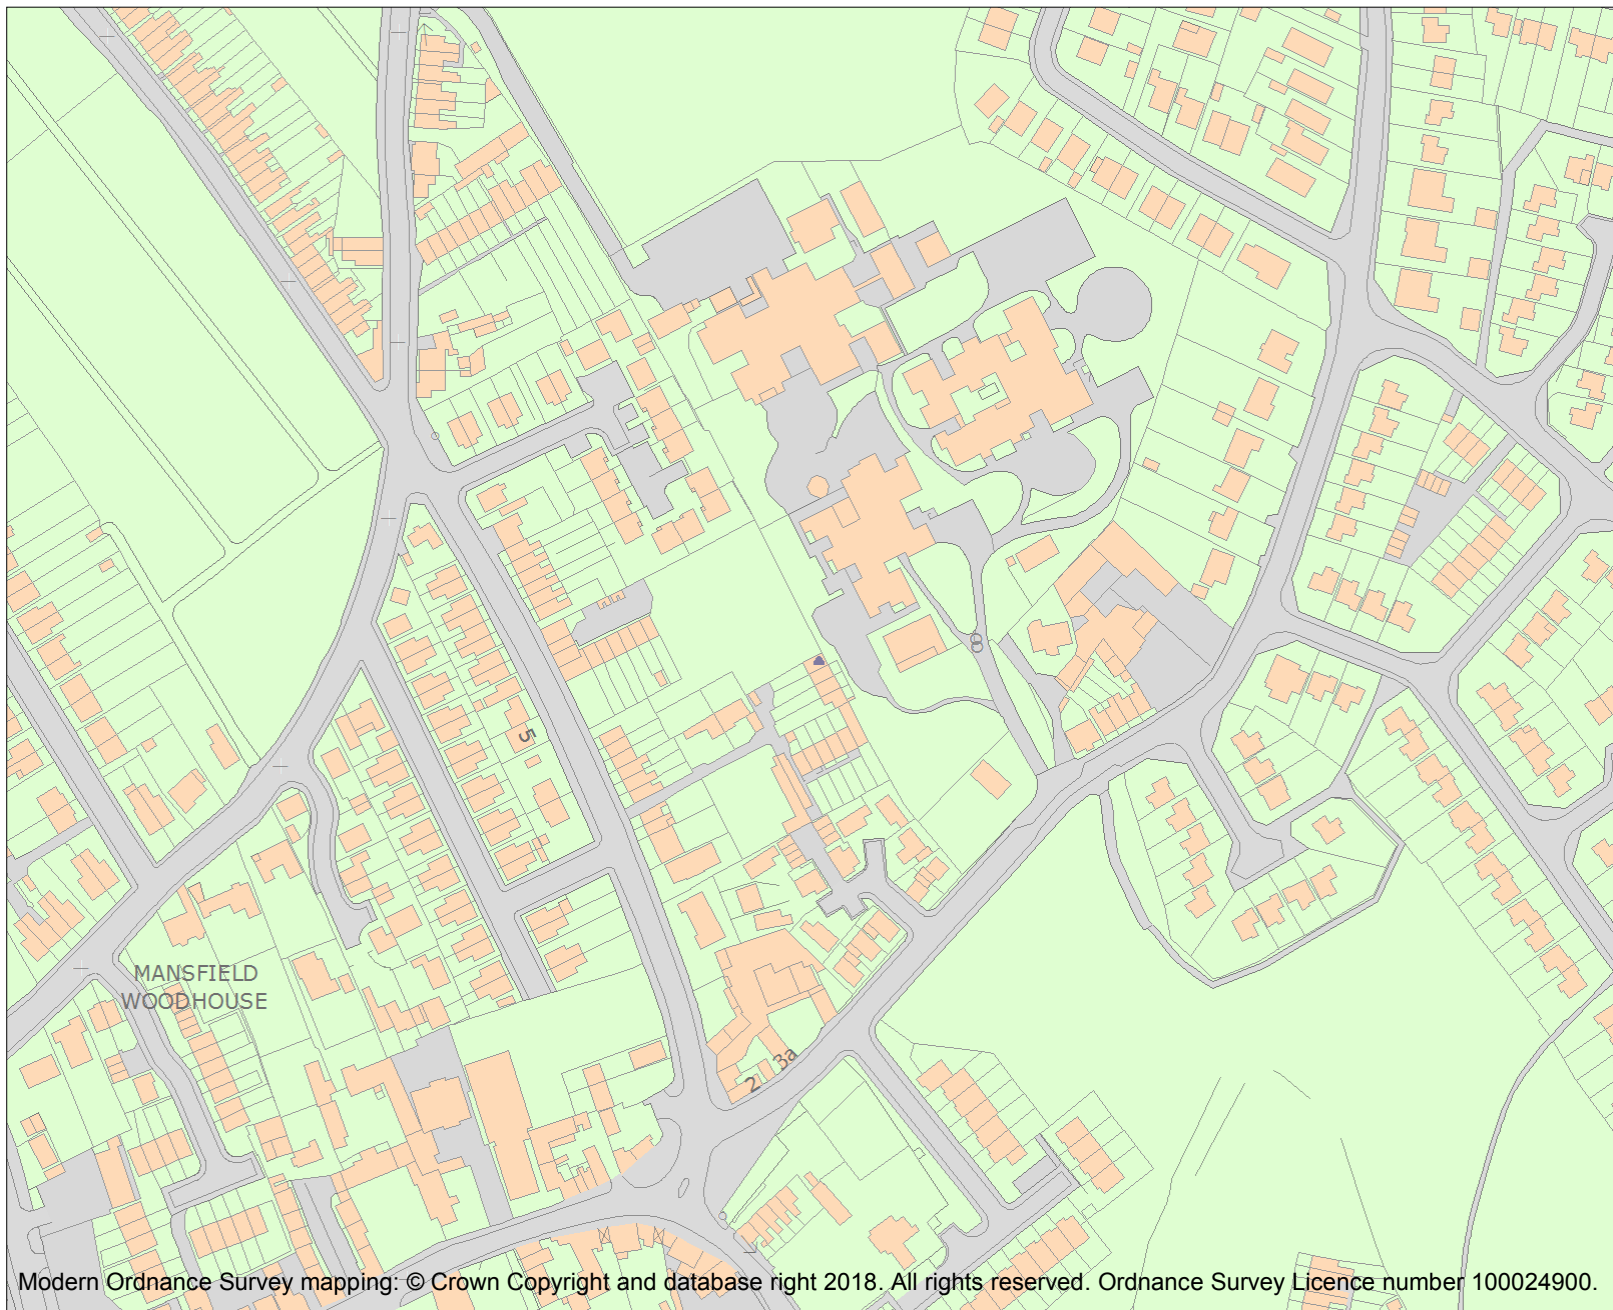 5
MANSFIELD
WOODHOUSE
2
3a
Modern Ordnance Survey mapping: © Crown Copyright and database right 2018. All rights reserved. Ordnance Survey Licence number 100024900.